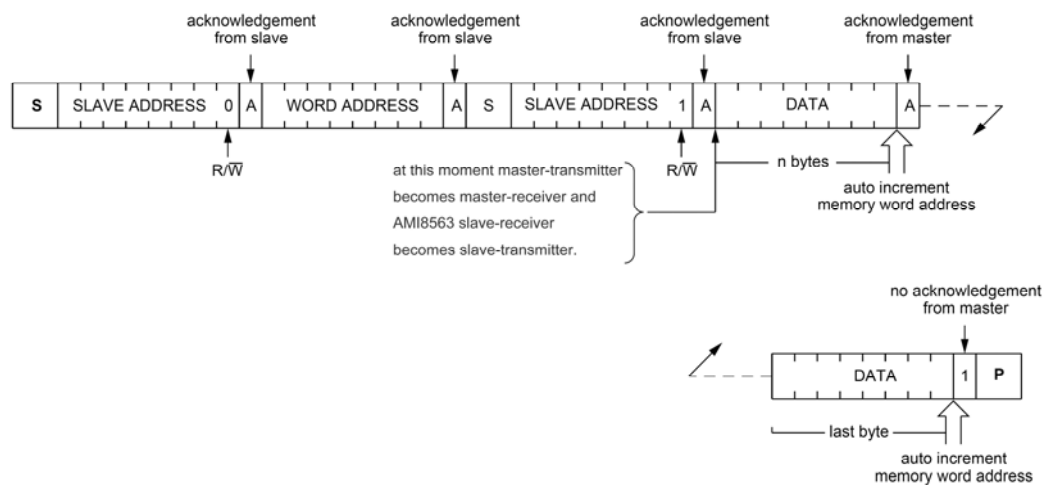 acknowledgement
from slave
acknowledgement
from slave
acknowledgement
from slave
acknowledgement
from master
S SLAVE ADDRESS 0 A WORD ADDRESS A S SLAVE ADDRESS 1 A DATA A
R/W̅
R/W̅
n bytes
at this moment master-transmitter
becomes master-receiver and
AMI8563 slave-receiver
becomes slave-transmitter.
auto increment
memory word address
no acknowledgement
from master
DATA 1 P
last byte
auto increment
memory word address